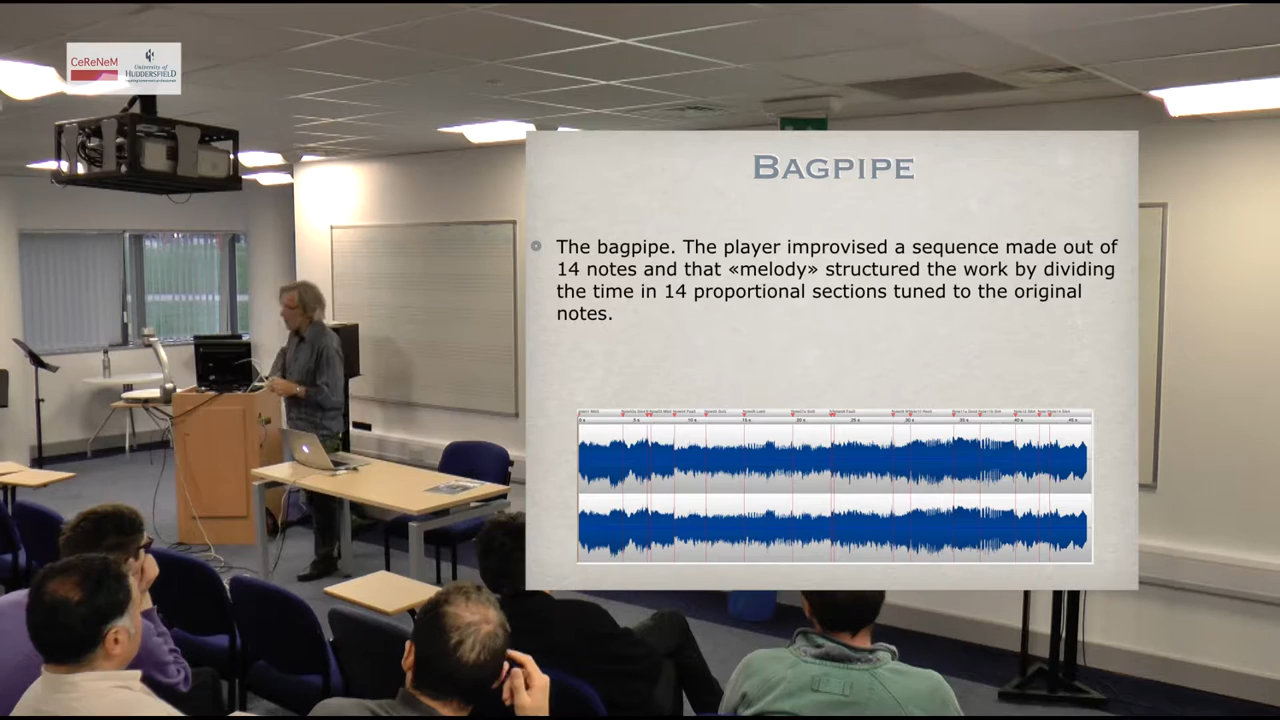 CeReNeM
University of
HUDDERSFIELD
BAGPIPE
The bagpipe. The player improvised a sequence made out of
14 notes and that «melody» structured the work by dividing
the time in 14 proportional sections tuned to the original
notes.